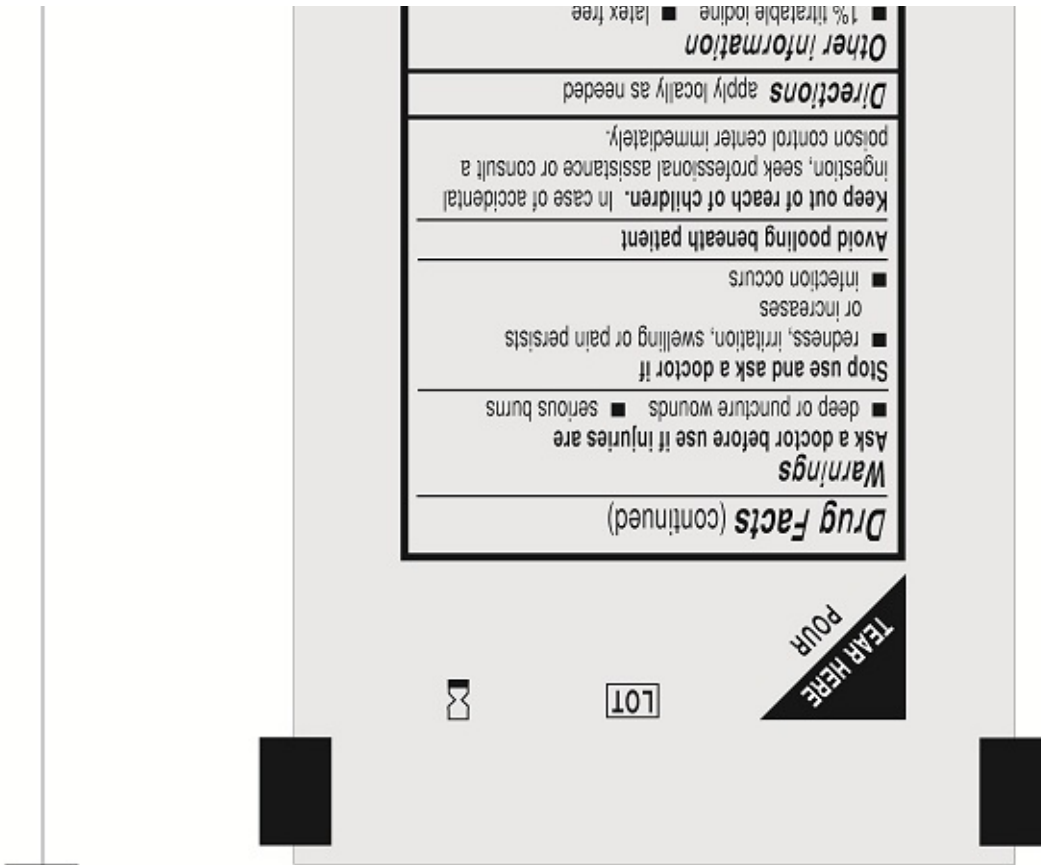 TEAR HERE
POUR
LOT
Drug Facts (continued)
Warnings
Ask a doctor before use if injuries are
■ deep or puncture wounds ■ serious burns
Stop use and ask a doctor if
■ redness, irritation, swelling or pain persists
or increases
■ infection occurs
Avoid pooling beneath patient
Keep out of reach of children. In case of accidental
ingestion, seek professional assistance or consult a
poison control center immediately.
Directions apply locally as needed
Other information
■ 1% titratable iodine ■ latex free